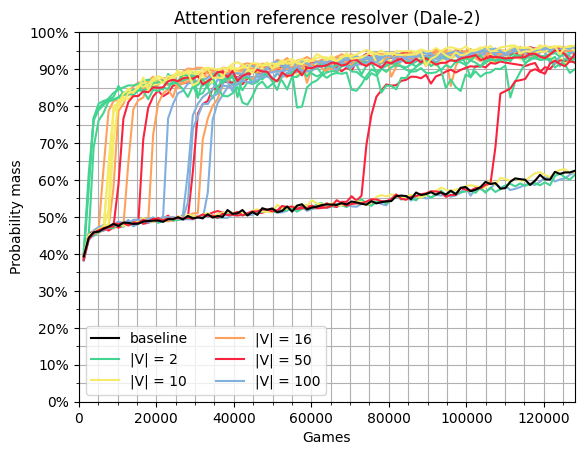 Attention reference resolver (Dale-2)
100%
90%
80%
70%
60%
50%
40%
30%
20%
10%
0%
Probability mass
baseline
|V| = 2
|V| = 10
|V| = 16
|V| = 50
|V| = 100
0 20000 40000 60000 80000 100000 120000
Games